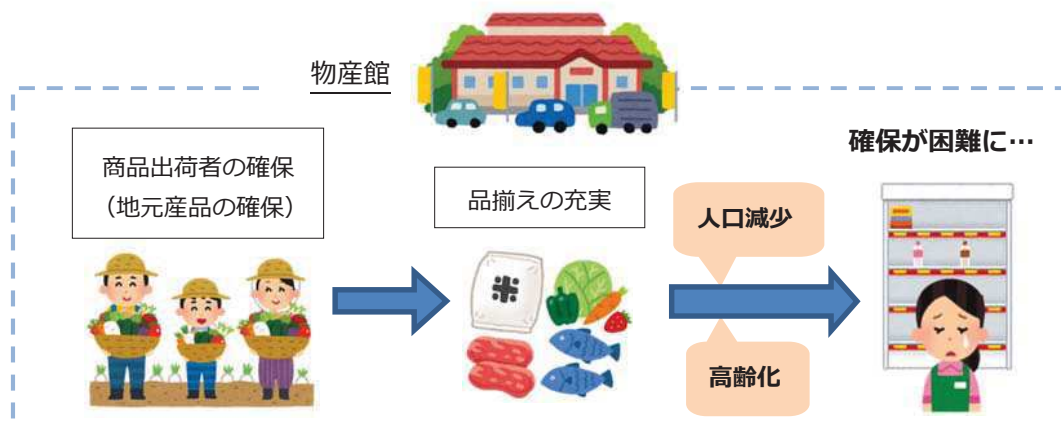 物産館
商品出荷者の確保
（地元産品の確保）
品揃えの充実
米
人口減少
高齢化
確保が困難に…